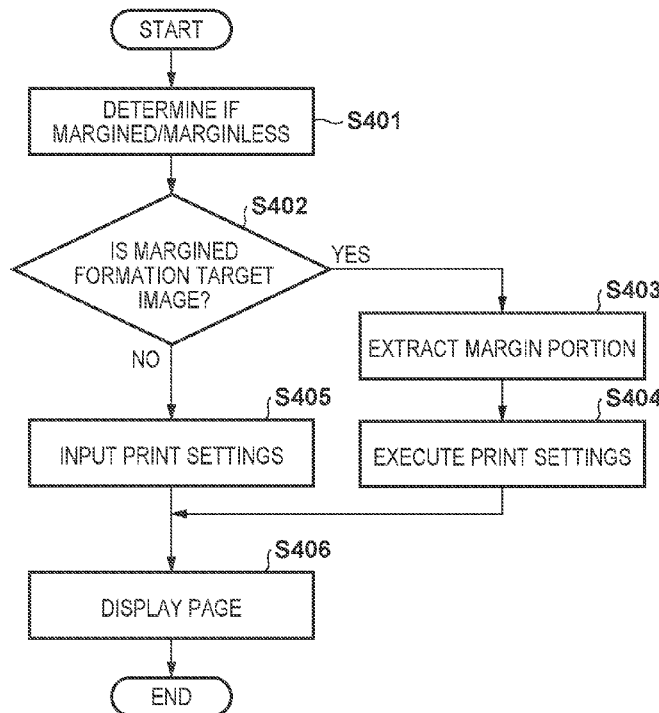 START
DETERMINE IF
MARGINED/MARGINLESS
S401
S402
IS MARGINED
FORMATION TARGET
IMAGE?
YES
NO
S403
EXTRACT MARGIN PORTION
S405
INPUT PRINT SETTINGS
S404
EXECUTE PRINT SETTINGS
S406
DISPLAY PAGE
END